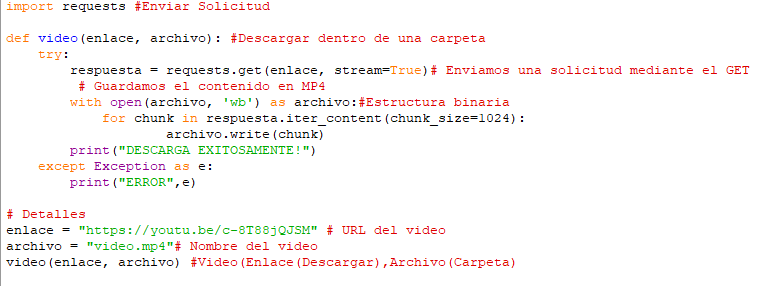 import requests #Enviar Solicitud
def video(enlace, archivo): #Descargar dentro de una carpeta
try:
respuesta = requests.get(enlace, stream=True)# Enviamos una solicitud mediante el GET
# Guardamos el contenido en MP4
with open(archivo, 'wb') as archivo:#Estructura binaria
for chunk in respuesta.iter_content(chunk_size=1024):
archivo.write(chunk)
print("DESCARGA EXITOSAMENTE!")
except Exception as e:
print("ERROR",e)
# Detalles
enlace = "https://youtu.be/c-8T88jQJSM" # URL del video
archivo = "video.mp4"# Nombre del video
video(enlace, archivo) #Video(Enlace(Descargar),Archivo(Carpeta)